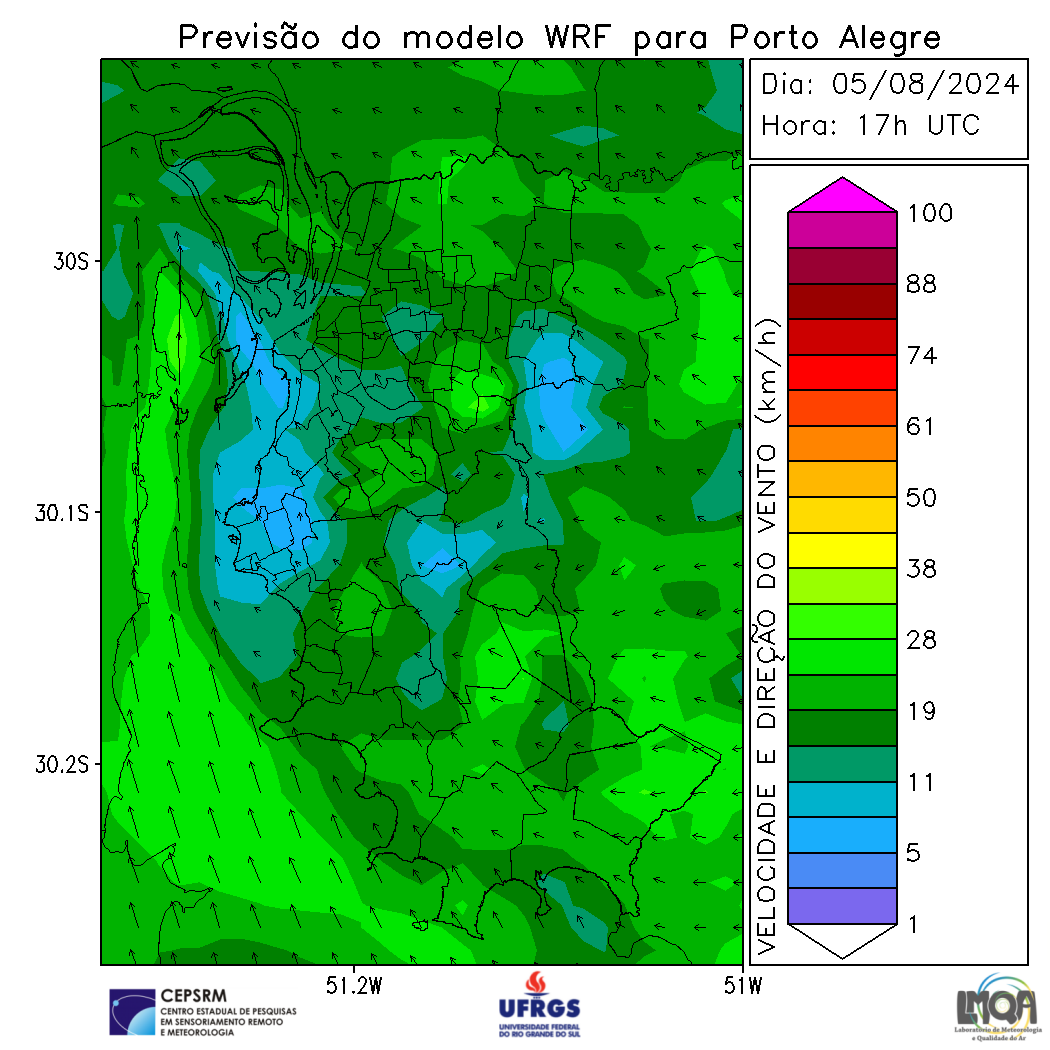 Previsão do modelo WRF para Porto Alegre
Dia: 05/08/2024
Hora: 17h UTC
30S
30.1S
30.2S
51.2W
51W
VELOCIDADE E DIREÇÃO DO VENTO (km/h)
100
88
74
61
50
38
28
19
11
5
1
CEPSRM
CENTRO ESTADUAL DE PESQUISAS
EM SENSORIAMENTO REMOTO
E METEOROLOGIA
UFRGS
UNIVERSIDADE FEDERAL
DO RIO GRANDE DO SUL
LMQA
Laboratório de Meteorologia
e Qualidade do Ar